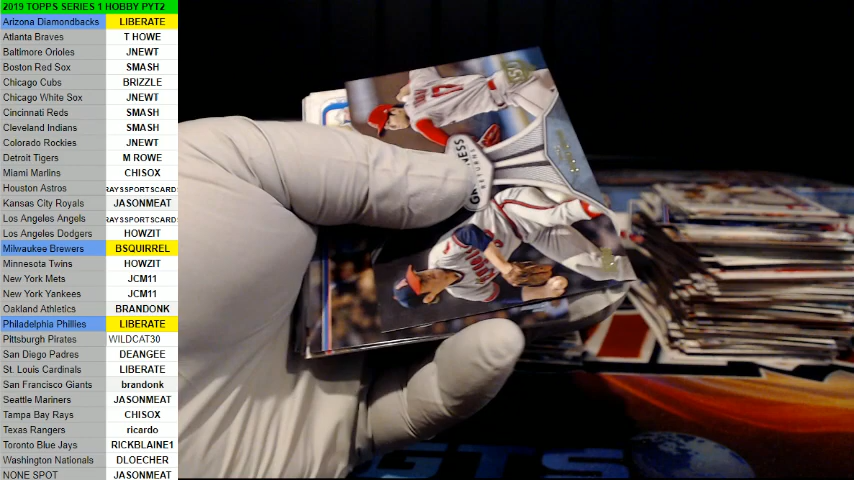 2019 TOPPS SERIES 1 HOBBY PYT2
Arizona Diamondbacks LIBERATE
Atlanta Braves T HOWE
Baltimore Orioles JNEWT
Boston Red Sox SMASH
Chicago Cubs BRIZZLE
Chicago White Sox JNEWT
Cincinnati Reds SMASH
Cleveland Indians SMASH
Colorado Rockies JNEWT
Detroit Tigers M ROWE
Miami Marlins CHISOX
Houston Astros RAYSSPORTSCARD
Kansas City Royals JASONMEAT
Los Angeles Angels RAYSSPORTSCARD
Los Angeles Dodgers HOWZIT
Milwaukee Brewers BSQUIRREL
Minnesota Twins HOWZIT
New York Mets JCM11
New York Yankees JCM11
Oakland Athletics BRANDONK
Philadelphia Phillies LIBERATE
Pittsburgh Pirates WILDCAT30
San Diego Padres DEANGEE
St. Louis Cardinals LIBERATE
San Francisco Giants brandonk
Seattle Mariners JASONMEAT
Tampa Bay Rays CHISOX
Texas Rangers ricardo
Toronto Blue Jays RICKBLAINE1
Washington Nationals DLOECHER
NONE SPOT JASONMEAT
GTS